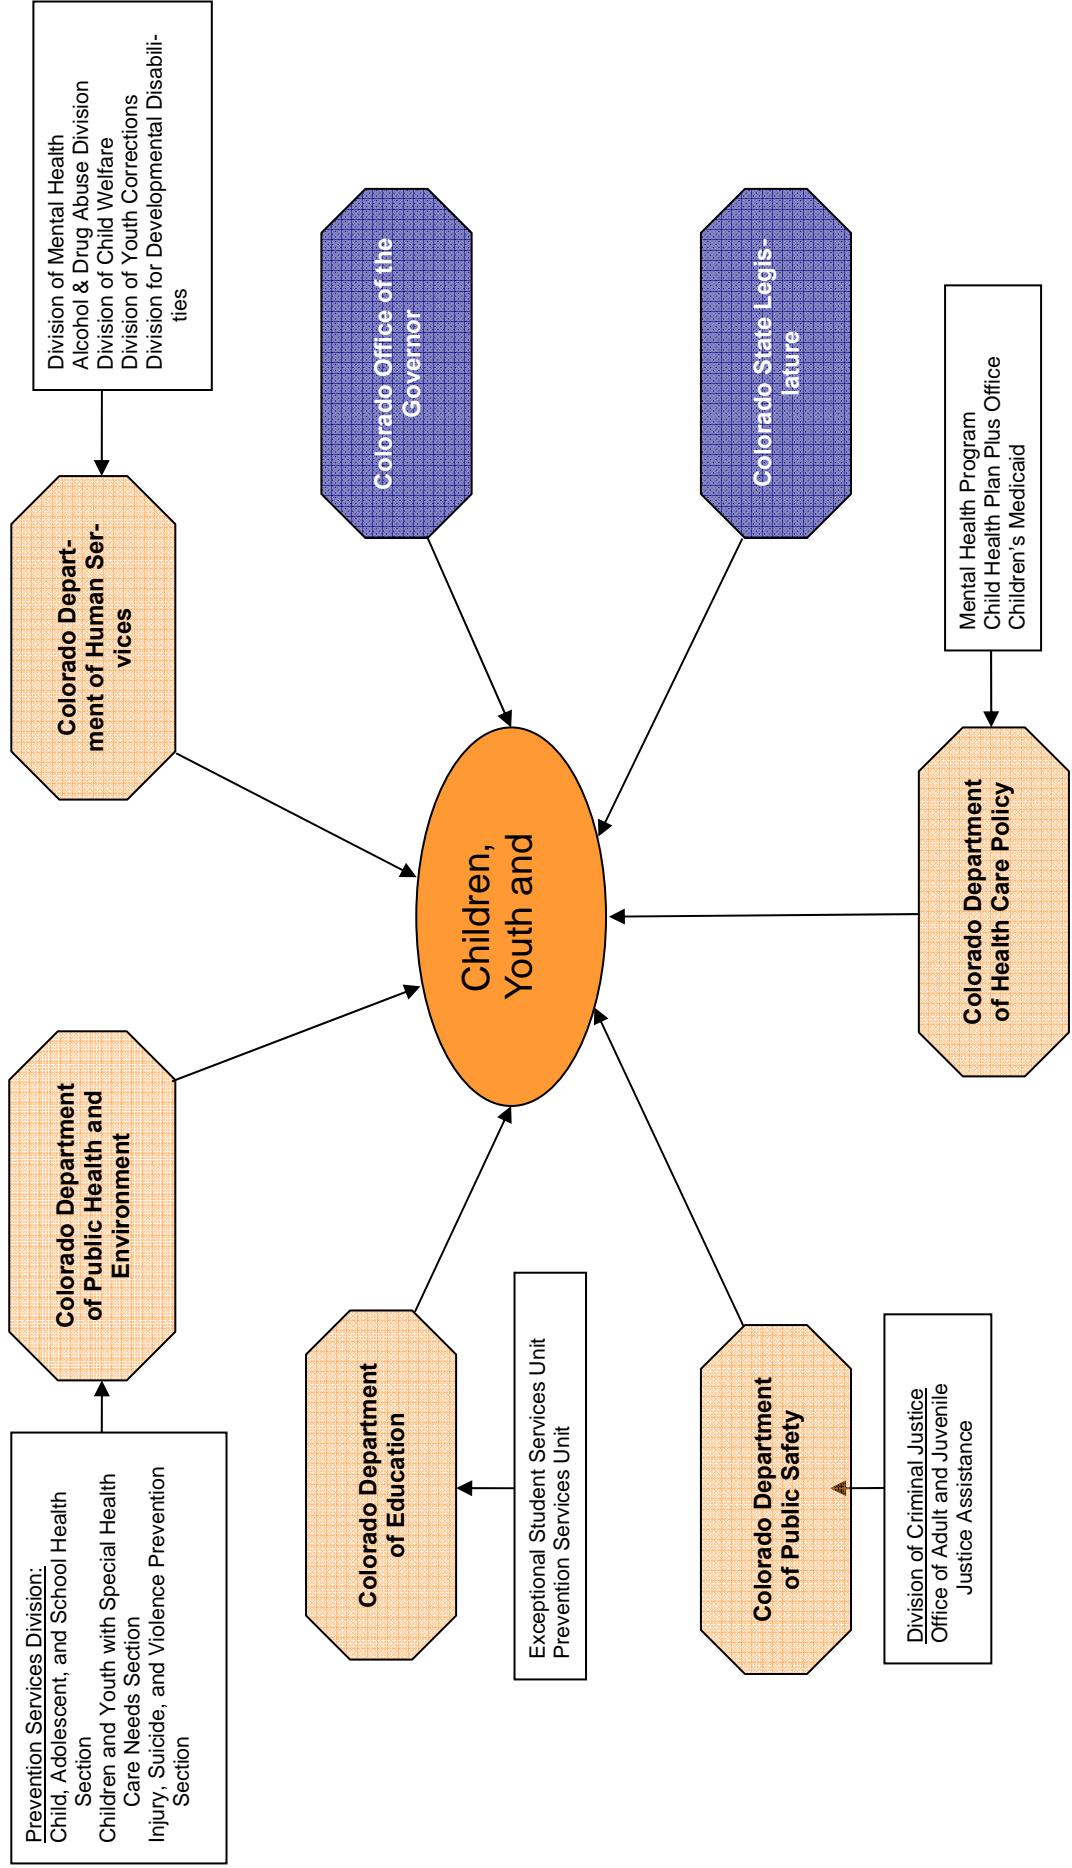 Prevention Services Division:
Child, Adolescent, and School Health
Section
Children and Youth with Special Health
Care Needs Section
Injury, Suicide, and Violence Prevention
Section
Colorado Department
of Public Health and
Environment
Colorado Depart-
ment of Human Ser-
vices
Division of Mental Health
Alcohol & Drug Abuse Division
Division of Child Welfare
Division of Youth Corrections
Division for Developmental Disabili-
ties
Colorado Department
of Education
Exceptional Student Services Unit
Prevention Services Unit
Children,
Youth and
Colorado Office of the
Governor
Colorado Department
of Public Safety
Division of Criminal Justice
Office of Adult and Juvenile
Justice Assistance
Colorado State Legis-
lature
Colorado Department
of Health Care Policy
Mental Health Program
Child Health Plan Plus Office
Children’s Medicaid